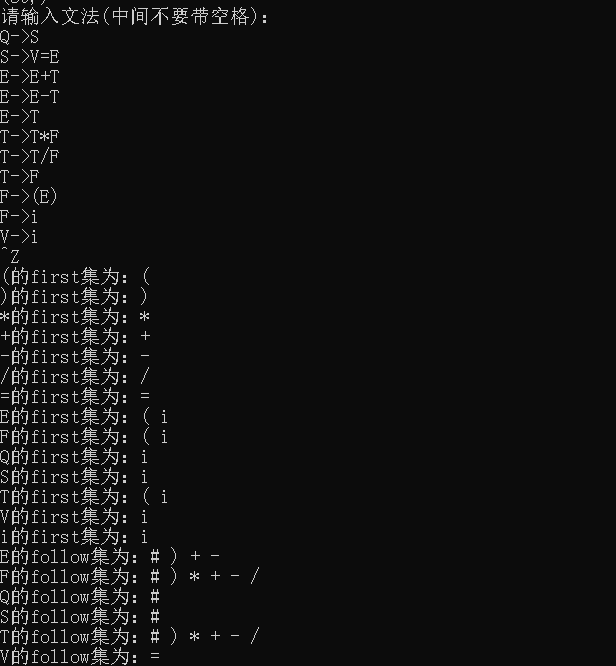 请输入文法(中间不要带空格)：
Q->S
S->V=E
E->E+T
E->E-T
E->T
T->T*F
T->T/F
T->F
F->(E)
F->i
V->i
^Z
(的first集为：(
)的first集为：)
*的first集为：*
+的first集为：+
-的first集为：-
/的first集为：/
=的first集为：=
E的first集为：( i
F的first集为：( i
Q的first集为：i
S的first集为：i
T的first集为：( i
V的first集为：i
i的first集为：i
E的follow集为：# ) + -
F的follow集为：# ) * + - /
Q的follow集为：#
S的follow集为：#
T的follow集为：# ) * + - /
V的follow集为：=